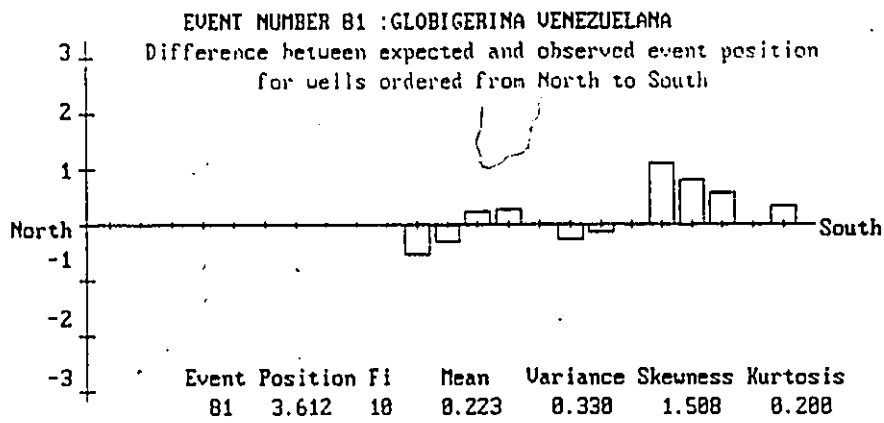 EVENT NUMBER 81 :GLOBIGERINA VENEZUELANA
Difference between expected and observed event position
for wells ordered from North to South
3
2
1
North
South
-1
-2
-3
Event Position Fi Mean Variance Skewness Kurtosis
81 3.612 10 0.223 0.330 1.508 0.200